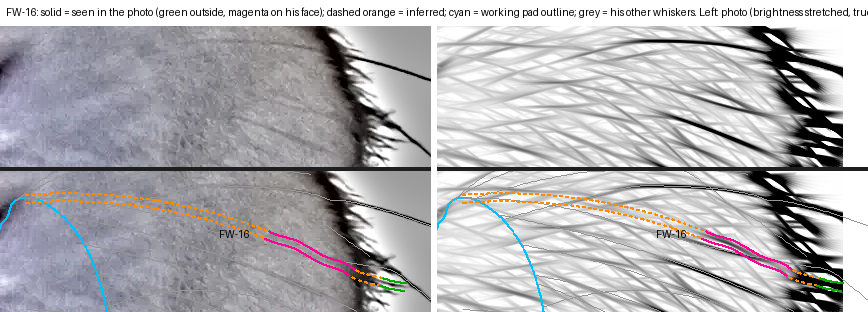 FW-16: solid = seen in the photo (green outside, magenta on his face); dashed orange = inferred; cyan = working pad outline; grey = his other whiskers. Left: photo (brightness stretched, tru
FW-16
FW-16